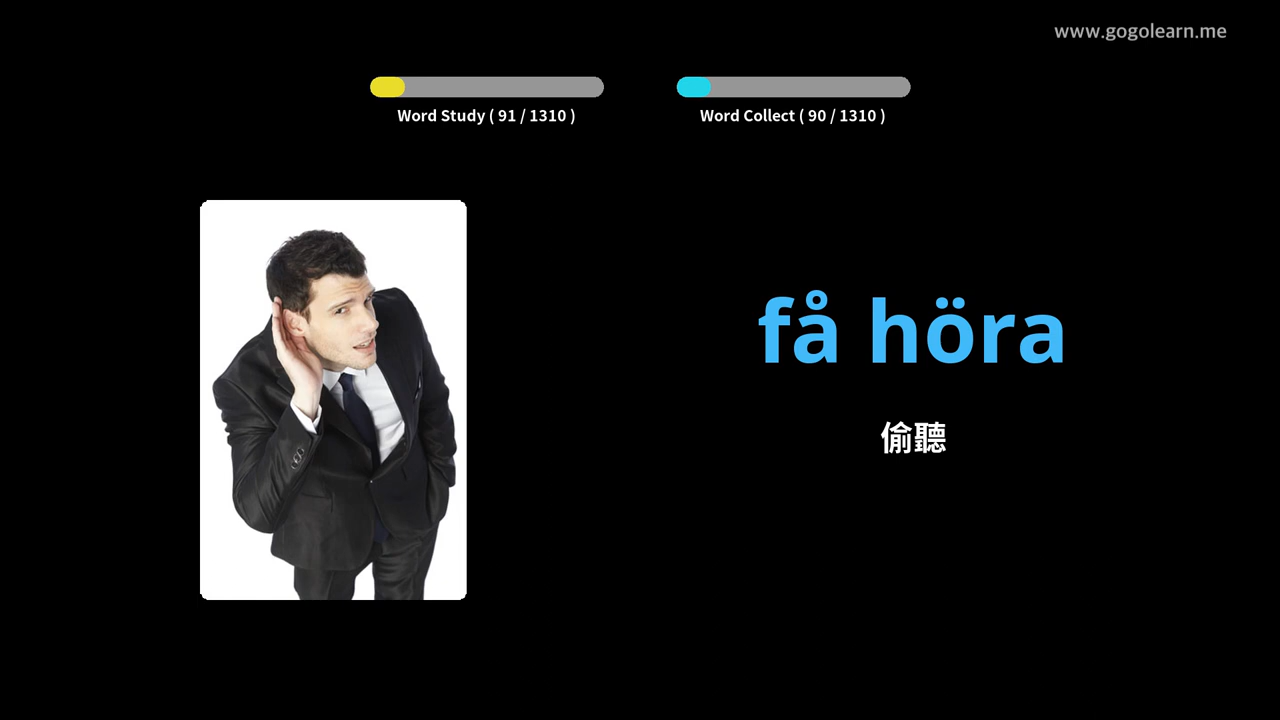 www.gogolearn.me
Word Study ( 91 / 1310 )
Word Collect ( 90 / 1310 )
få höra
偷聽